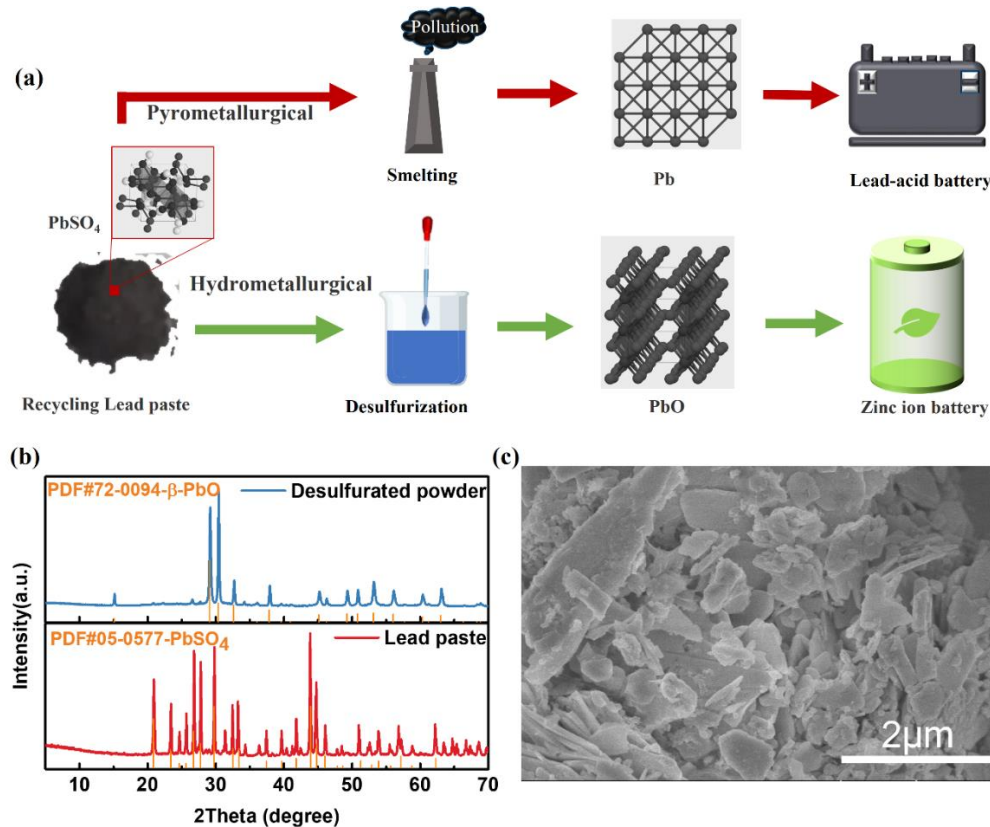 Pollution
(a)
Pyrometallurgical
Smelting
Pb
Lead-acid battery
PbSO₄
Hydrometallurgical
Recycling Lead paste
Desulfurization
PbO
Zinc ion battery
(b)
PDF#72-0094-β-PbO
Desulfurated powder
PDF#05-0577-PbSO₄
Lead paste
Intensity(a.u.)
10 20 30 40 50 60 70
2Theta (degree)
(c)
2μm